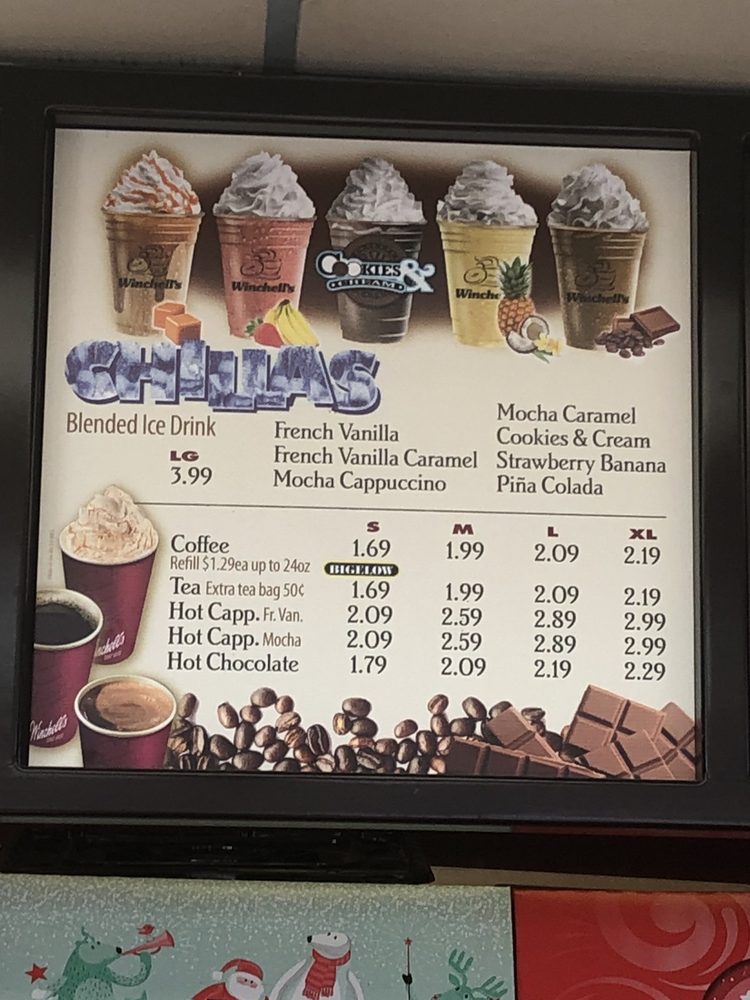 Winchell's
Winchell's
COOKIES &
CREAM
Winche
Winchell's
CHILLAS
Blended Ice Drink
LG
3.99
French Vanilla
French Vanilla Caramel
Mocha Cappuccino
Mocha Caramel
Cookies & Cream
Strawberry Banana
Piña Colada
S M L XL
Coffee 1.69 1.99 2.09 2.19
Refill $1.29ea up to 24oz BIGELOW
Tea Extra tea bag 50¢ 1.69 1.99 2.09 2.19
Hot Capp. Fr. Van. 2.09 2.59 2.89 2.99
Hot Capp. Mocha 2.09 2.59 2.89 2.99
Hot Chocolate 1.79 2.09 2.19 2.29
nchell's
Winchell's